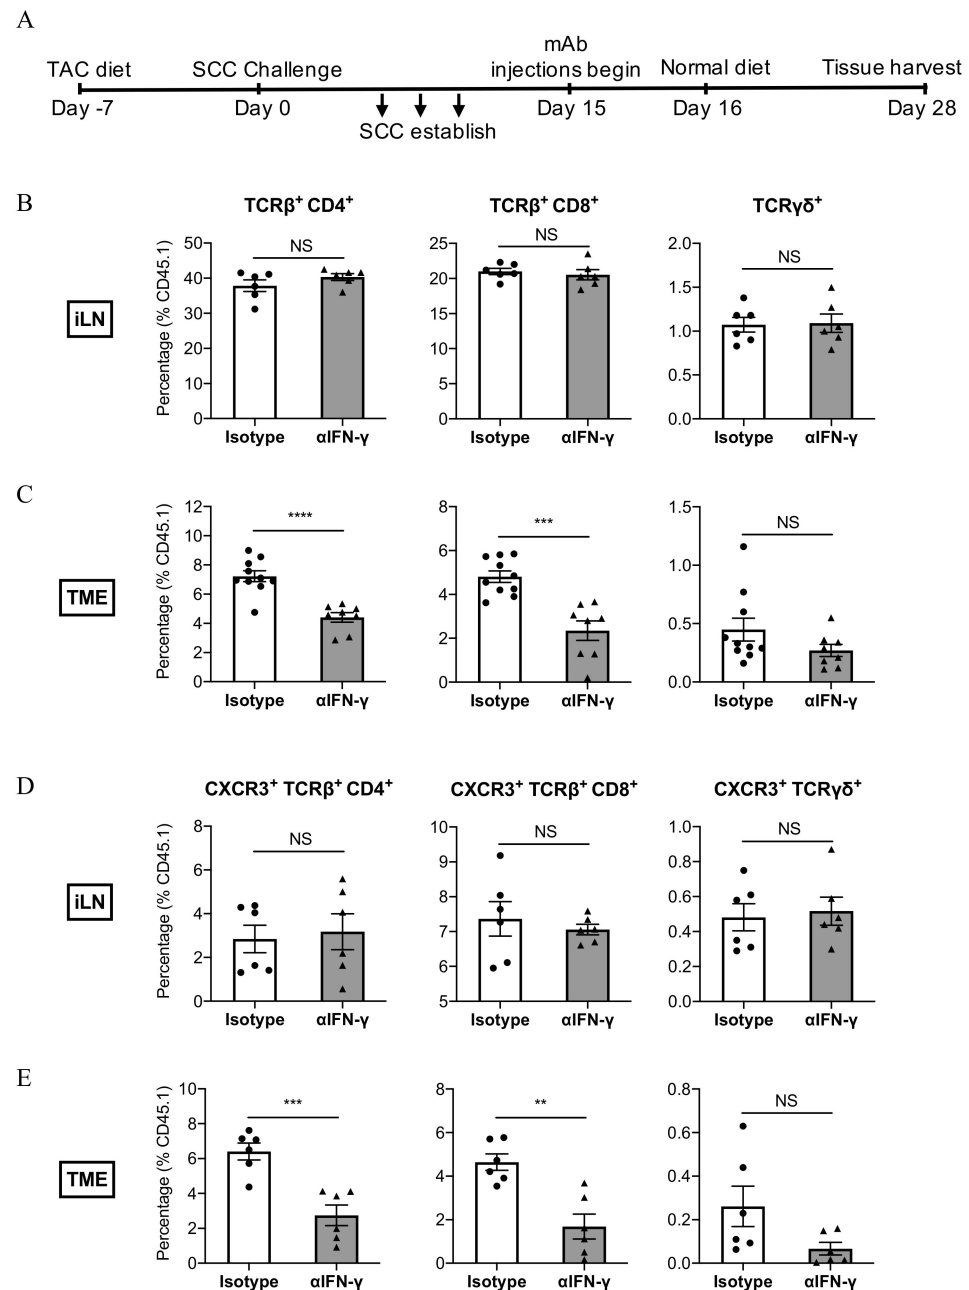 A
mAb
TAC diet SCC Challenge injections begin Normal diet Tissue harvest
Day -7 Day 0 Day 15 Day 16 Day 28
SCC establish
B
TCRβ⁺ CD4⁺ TCRβ⁺ CD8⁺ TCRγδ⁺
iLN
Percentage (% CD45.1)
50
40
30
20
10
0
NS
Isotype αIFN-γ
25
20
15
10
5
0
NS
Isotype αIFN-γ
2.0
1.5
1.0
0.5
0.0
NS
Isotype αIFN-γ
C
TME
Percentage (% CD45.1)
12
10
8
6
4
2
0
****
Isotype αIFN-γ
8
6
4
2
0
***
Isotype αIFN-γ
1.5
1.0
0.5
0.0
NS
Isotype αIFN-γ
D
CXCR3⁺ TCRβ⁺ CD4⁺ CXCR3⁺ TCRβ⁺ CD8⁺ CXCR3⁺ TCRγδ⁺
iLN
Percentage (% CD45.1)
8
6
4
2
0
NS
Isotype αIFN-γ
10
9
8
7
6
5
NS
Isotype αIFN-γ
1.0
0.8
0.6
0.4
0.2
0.0
NS
Isotype αIFN-γ
E
TME
Percentage (% CD45.1)
10
8
6
4
2
0
***
Isotype αIFN-γ
8
6
4
2
0
**
Isotype αIFN-γ
0.8
0.6
0.4
0.2
0.0
NS
Isotype αIFN-γ